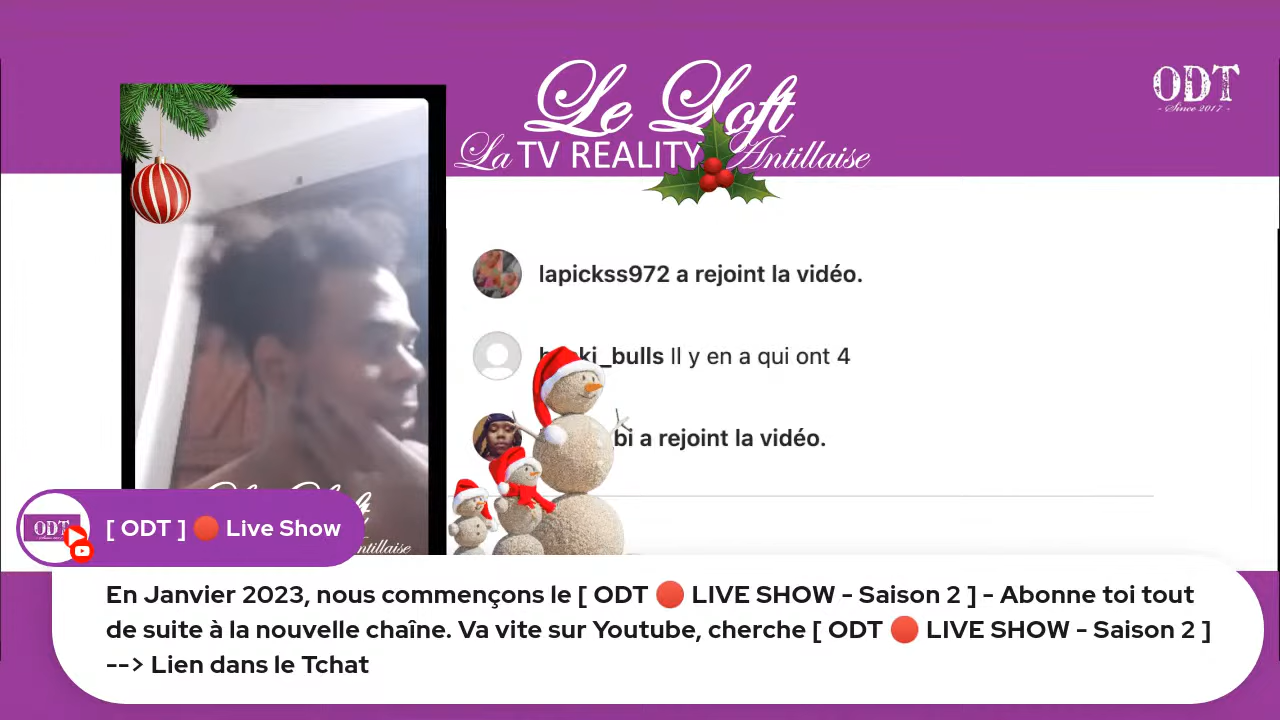 Le Loft
La TV REALITY Antillaise
ODT
- Since 2017 -
lapickss972 a rejoint la vidéo.
Il y en a qui ont 4
a rejoint la vidéo.
ntillaise
ODT
[ ODT ] 🔴 Live Show
En Janvier 2023, nous commençons le [ ODT 🔴 LIVE SHOW - Saison 2 ] - Abonne toi tout
de suite à la nouvelle chaîne. Va vite sur Youtube, cherche [ ODT 🔴 LIVE SHOW - Saison 2 ]
--> Lien dans le Tchat